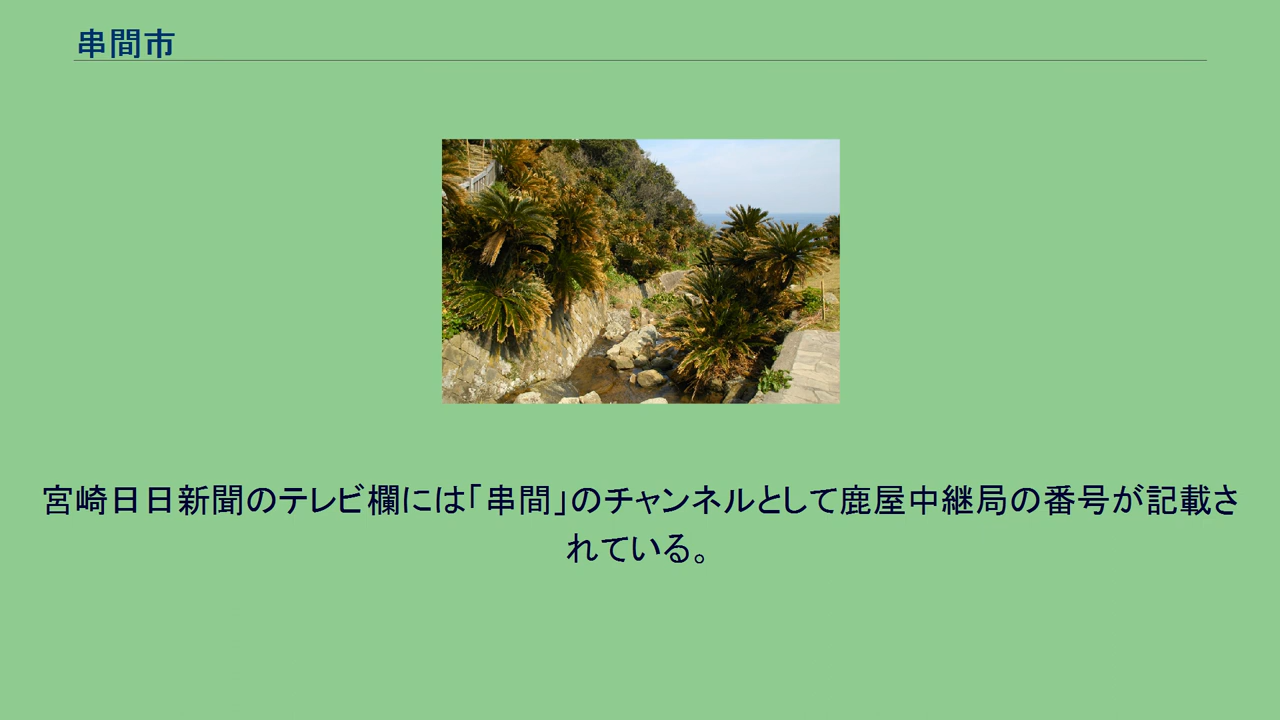 串間市
宮崎日日新聞のテレビ欄には｢串間｣のチャンネルとして鹿屋中継局の番号が記載さ
れている。